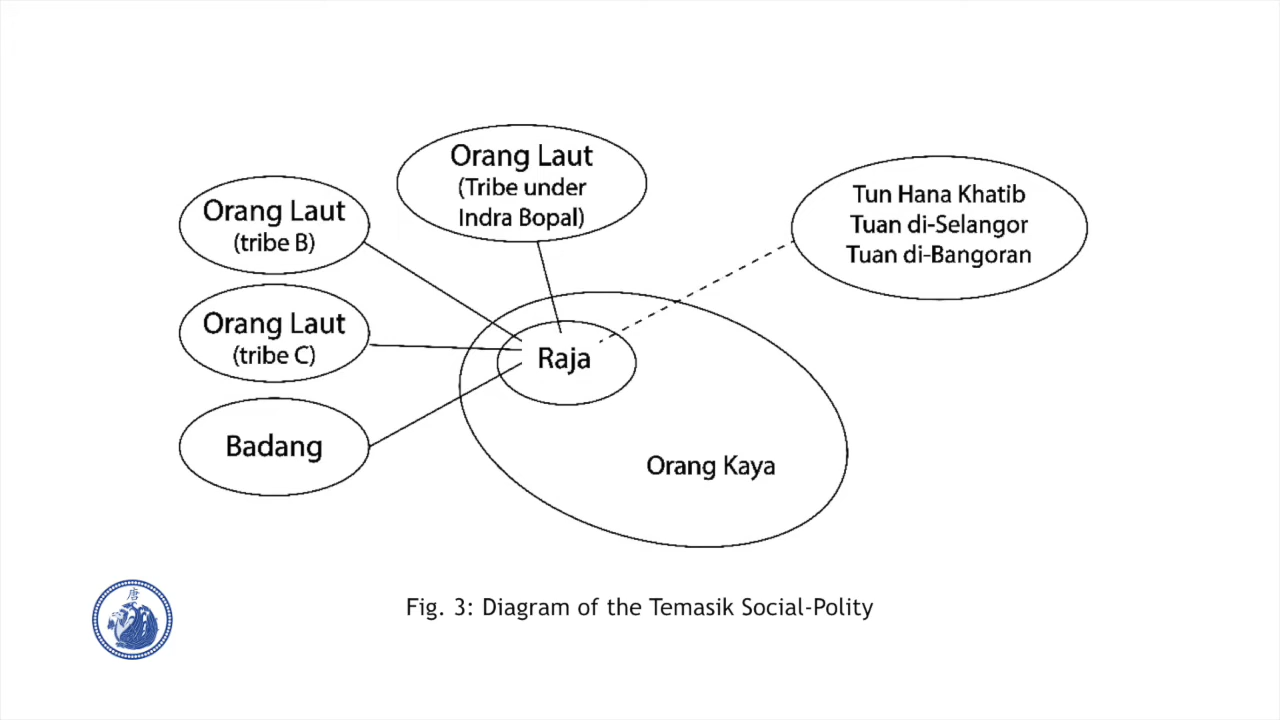 Orang Laut
(Tribe under
Indra Bopal)
Orang Laut
(tribe B)
Tun Hana Khatib
Tuan di-Selangor
Tuan di-Bangoran
Orang Laut
(tribe C)
Raja
Badang
Orang Kaya
唐
Fig. 3: Diagram of the Temasik Social-Polity